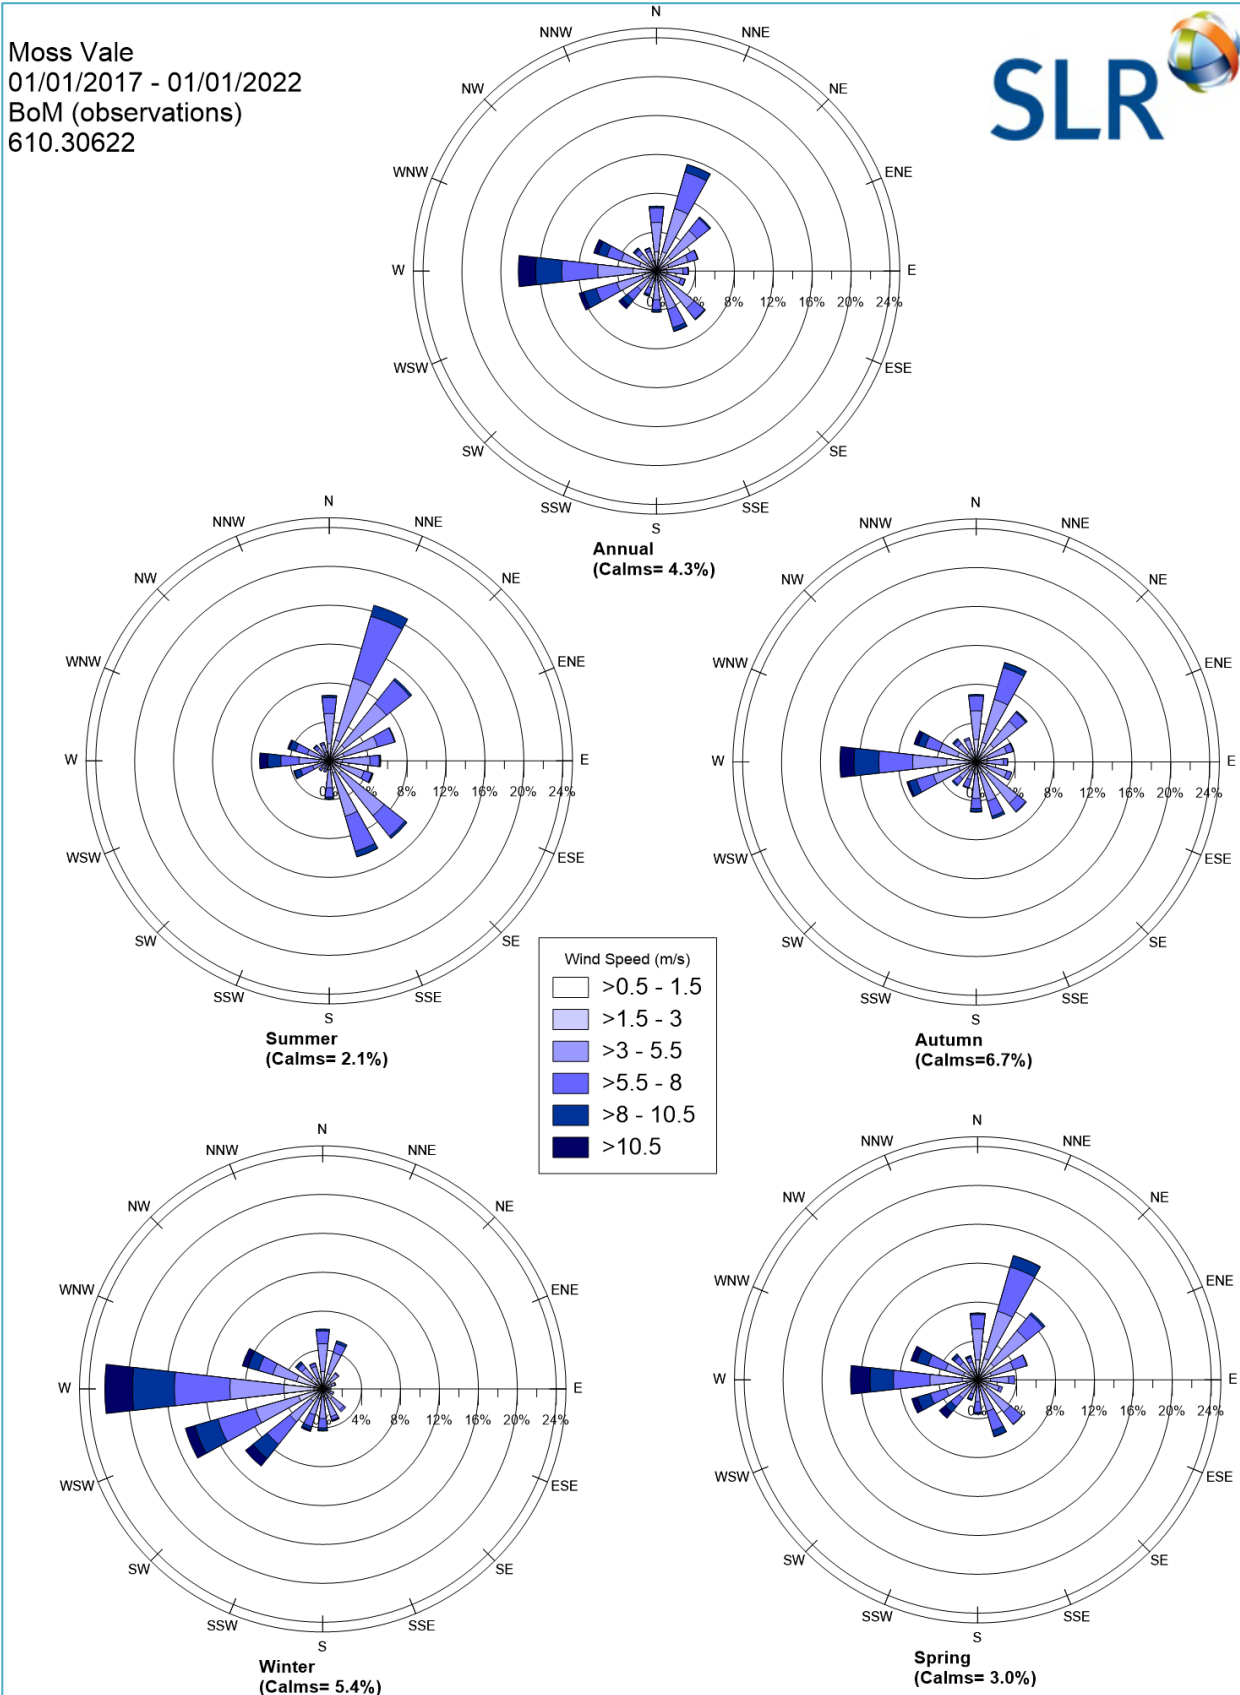 Moss Vale
01/01/2017 - 01/01/2022
BoM (observations)
610.30622
SLR
N
NNW
NNE
NW
NE
WNW
ENE
W
E
0%
8%
12%
16%
20%
24%
WSW
ESE
SW
SE
SSW
SSE
S
Annual
(Calms= 4.3%)
N
NNW
NNE
NW
NE
WNW
ENE
W
E
4%
8%
12%
16%
20%
24%
WSW
ESE
SW
SE
SSW
SSE
S
Summer
(Calms= 2.1%)
N
NNW
NNE
NW
NE
WNW
ENE
W
E
0%
4%
8%
12%
16%
20%
24%
WSW
ESE
SW
SE
SSW
SSE
S
Autumn
(Calms=6.7%)
Wind Speed (m/s)
>0.5 - 1.5
>1.5 - 3
>3 - 5.5
>5.5 - 8
>8 - 10.5
>10.5
N
NNW
NNE
NW
NE
WNW
ENE
W
E
4%
8%
12%
16%
20%
24%
WSW
ESE
SW
SE
SSW
SSE
S
Winter
(Calms= 5.4%)
N
NNW
NNE
NW
NE
WNW
ENE
W
E
0%
4%
8%
12%
16%
20%
24%
WSW
ESE
SW
SE
SSW
SSE
S
Spring
(Calms= 3.0%)